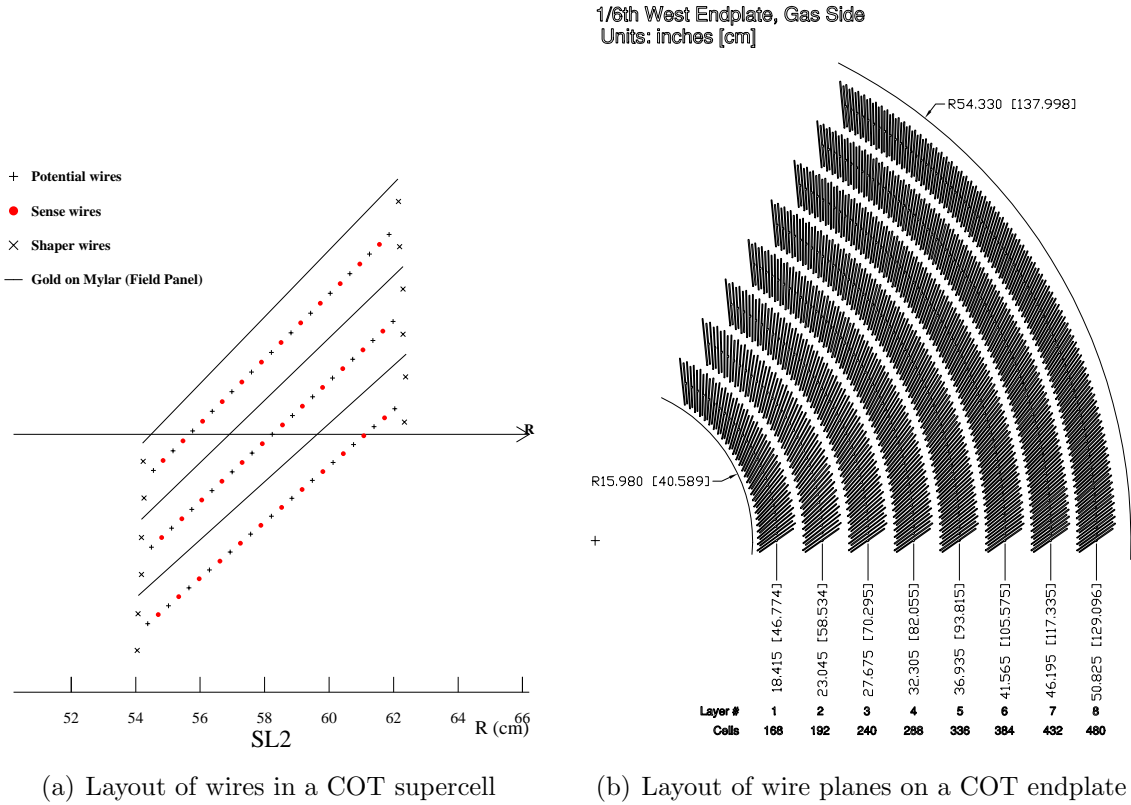 1/6th West Endplate, Gas Side
Units: inches [cm]
R54.330 [137.998]
+ Potential wires
Sense wires
× Shaper wires
— Gold on Mylar (Field Panel)
R
R15.980 [40.589]
+
18.415 [46.774]
23.045 [58.534]
27.675 [70.295]
32.305 [82.055]
36.935 [93.815]
41.565 [105.575]
46.195 [117.335]
50.825 [129.096]
Layer # 1 2 3 4 5 6 7 8
Cells 168 192 240 288 336 384 432 480
52 54 56 58 60 62 64 66
R (cm)
SL2
(a) Layout of wires in a COT supercell
(b) Layout of wire planes on a COT endplate